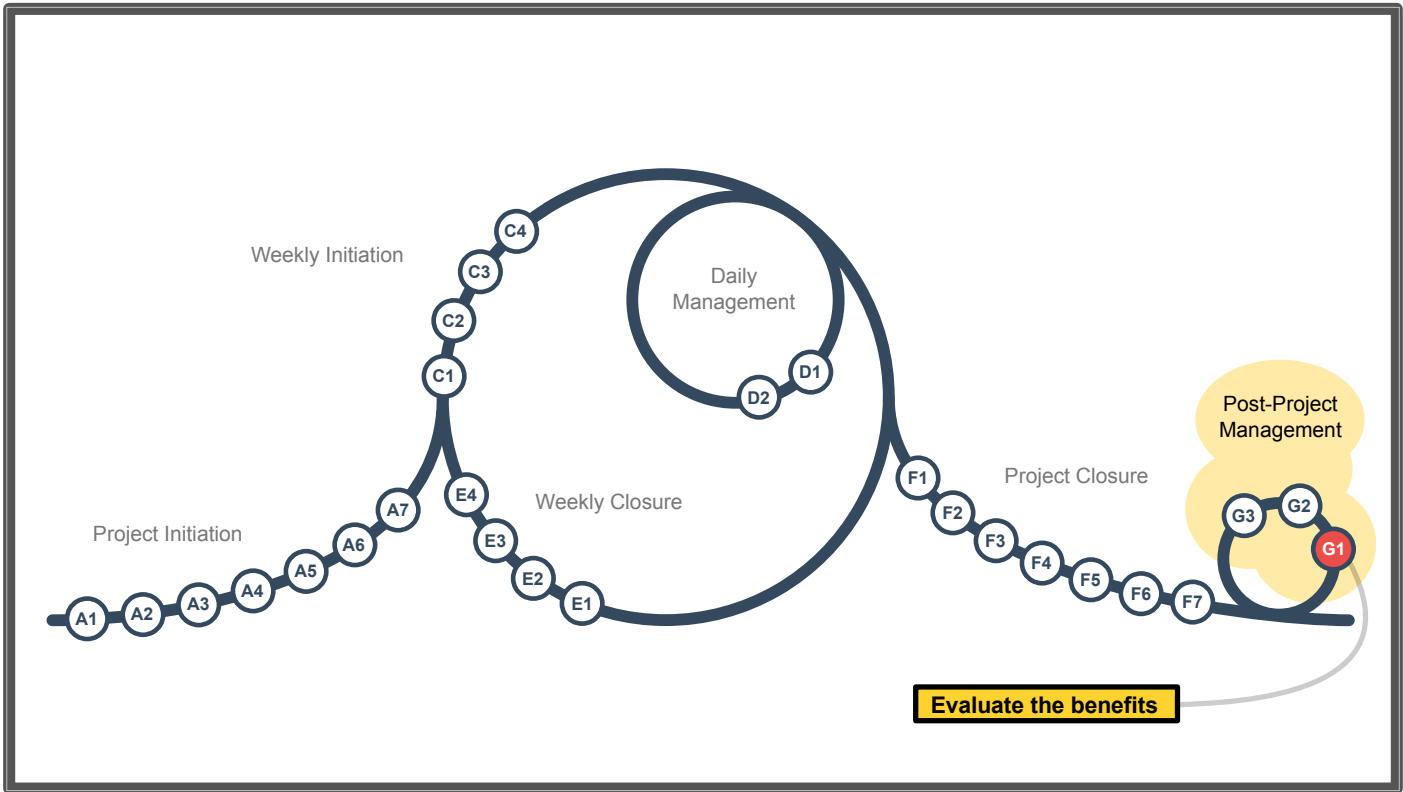 C4
Weekly Initiation
C3
Daily
Management
C2
D1
C1
D2
Post-Project
Management
F1
Project Closure
E4
Weekly Closure
A7
F2
G3
G2
Project Initiation
A6
E3
F3
G1
A5
E2
F4
A4
F5
A3
E1
F6
A2
F7
A1
Evaluate the benefits